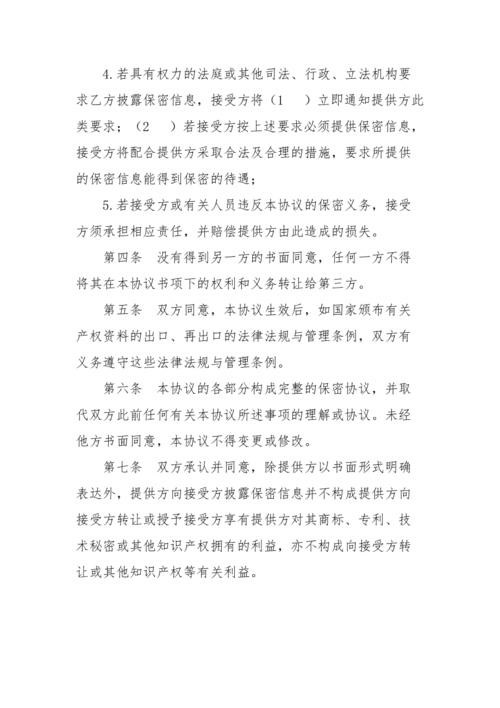 4.若具有权力的法庭或其他司法、行政、立法机构要
求乙方披露保密信息，接受方将（1　）立即通知提供方此
类要求；（2　）若接受方按上述要求必须提供保密信息，
接受方将配合提供方采取合法及合理的措施，要求所提供
的保密信息能得到保密的待遇；
5.若接受方或有关人员违反本协议的保密义务，接受
方须承担相应责任，并赔偿提供方由此造成的损失。
第四条　没有得到另一方的书面同意，任何一方不得
将其在本协议书项下的权利和义务转让给第三方。
第五条　双方同意，本协议生效后，如国家颁布有关
产权资料的出口、再出口的法律法规与管理条例，双方有
义务遵守这些法律法规与管理条例。
第六条　本协议的各部分构成完整的保密协议，并取
代双方此前任何有关本协议所述事项的理解或协议。未经
他方书面同意，本协议不得变更或修改。
第七条　双方承认并同意，除提供方以书面形式明确
表达外，提供方向接受方披露保密信息并不构成提供方向
接受方转让或授予接受方享有提供方对其商标、专利、技
术秘密或其他知识产权拥有的利益，亦不构成向接受方转
让或其他知识产权等有关利益。